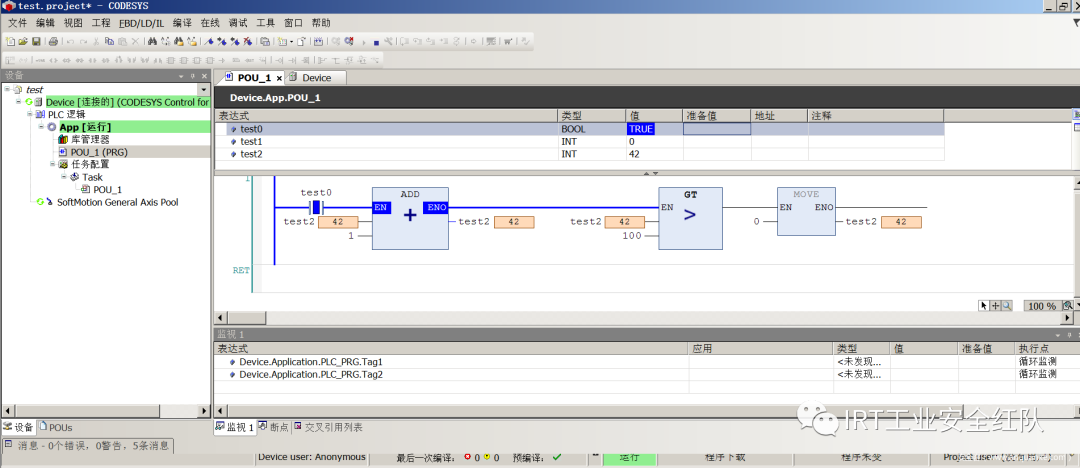 test.project* - CODESYS
文件 编辑 视图 工程 FBD/LD/IL 编译 在线 调试 工具 窗口 帮助
设备
test
Device [连接的] (CODESYS Control for
PLC 逻辑
App [运行]
库管理器
POU_1 (PRG)
任务配置
Task
POU_1
SoftMotion General Axis Pool
设备 POUs
POU_1 Device
Device.App.POU_1
表达式 类型 值 准备值 地址 注释
test0 BOOL TRUE
test1 INT 0
test2 INT 42
1
test0 ADD GT MOVE
EN ENO EN EN ENO
+ >
test2 42 test2 42 test2 42 0 test2 42
1 100
RET
100 %
监视 1
表达式 应用 类型 值 准备值 执行点
Device.Application.PLC_PRG.Tag1 <未发现... 循环监测
Device.Application.PLC_PRG.Tag2 <未发现... 循环监测
监视 1 断点 交叉引用列表
消息 - 0个错误, 0警告, 5条消息
IRT工业安全红队
Device user: Anonymous 最后一次编译: 0 0 预编译: 运行 程序下载 程序未变 Project user: